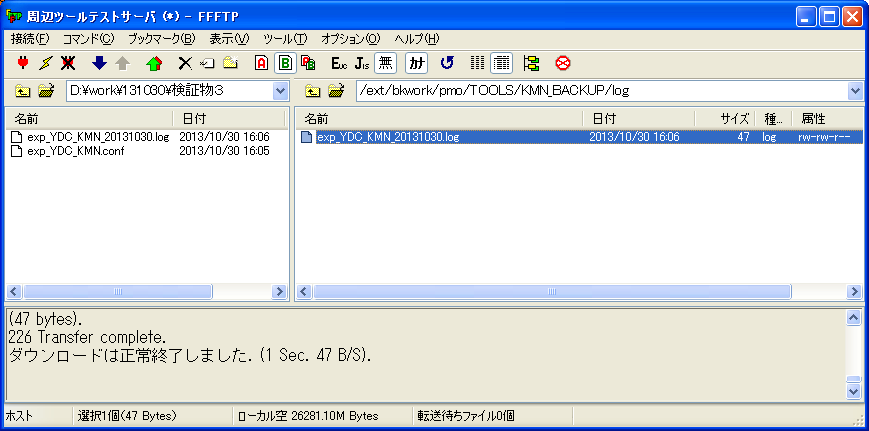 周辺ツールテストサーバ (*) - FFFTP
接続(F) コマンド(C) ブックマーク(B) 表示(V) ツール(T) オプション(O) ヘルプ(H)
A B EUC JIS 無 カナ
D:¥work¥131030¥検証物3 /ext/bkwork/pmo/TOOLS/KMN_BACKUP/log
名前 日付 名前 日付 サイズ 種... 属性
exp_YDC_KMN_20131030.log 2013/10/30 16:06 exp_YDC_KMN_20131030.log 2013/10/30 16:06 47 log rw-rw-r--
exp_YDC_KMN.conf 2013/10/30 16:05
(47 bytes).
226 Transfer complete.
ダウンロードは正常終了しました. (1 Sec. 47 B/S).
ホスト 選択1個(47 Bytes) ローカル空 26281.10M Bytes 転送待ちファイル0個